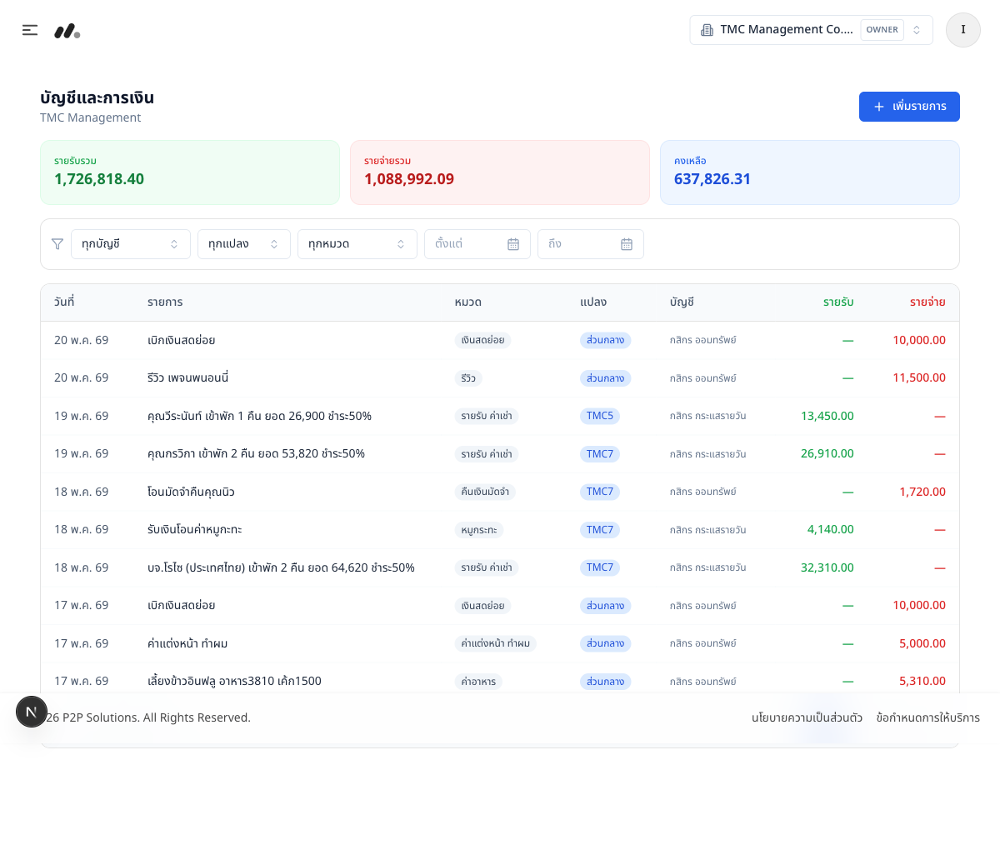 TMC Management Co.... OWNER I
บัญชีและการเงิน
TMC Management
+ เพิ่มรายการ
รายรับรวม
1,726,818.40
รายจ่ายรวม
1,088,992.09
คงเหลือ
637,826.31
ทุกบัญชี ทุกแปลง ทุกหมวด ตั้งแต่ ถึง
วันที่ รายการ หมวด แปลง บัญชี รายรับ รายจ่าย
20 พ.ค. 69 เบิกเงินสดย่อย เงินสดย่อย ส่วนกลาง กสิกร ออมทรัพย์ — 10,000.00
20 พ.ค. 69 รีวิว เพจนพนอนนี่ รีวิว ส่วนกลาง กสิกร ออมทรัพย์ — 11,500.00
19 พ.ค. 69 คุณวีระนันท์ เข้าพัก 1 คืน ยอด 26,900 ชำระ50% รายรับ ค่าเช่า TMC5 กสิกร กระแสรายวัน 13,450.00 —
19 พ.ค. 69 คุณกรวิกา เข้าพัก 2 คืน ยอด 53,820 ชำระ50% รายรับ ค่าเช่า TMC7 กสิกร กระแสรายวัน 26,910.00 —
18 พ.ค. 69 โอนมัดจำคืนคุณนิว คืนเงินมัดจำ TMC7 กสิกร ออมทรัพย์ — 1,720.00
18 พ.ค. 69 รับเงินโอนค่าหมูกะทะ หมูกระทะ TMC7 กสิกร กระแสรายวัน 4,140.00 —
18 พ.ค. 69 บจ.โรไซ (ประเทศไทย) เข้าพัก 2 คืน ยอด 64,620 ชำระ50% รายรับ ค่าเช่า TMC7 กสิกร กระแสรายวัน 32,310.00 —
17 พ.ค. 69 เบิกเงินสดย่อย เงินสดย่อย ส่วนกลาง กสิกร ออมทรัพย์ — 10,000.00
17 พ.ค. 69 ค่าแต่งหน้า ทำผม ค่าแต่งหน้า ทำผม ส่วนกลาง กสิกร ออมทรัพย์ — 5,000.00
17 พ.ค. 69 เลี้ยงข้าวอินฟลู อาหาร3810 เค้ก1500 ค่าอาหาร ส่วนกลาง กสิกร ออมทรัพย์ — 5,310.00
N 26 P2P Solutions. All Rights Reserved. นโยบายความเป็นส่วนตัว ข้อกำหนดการให้บริการ